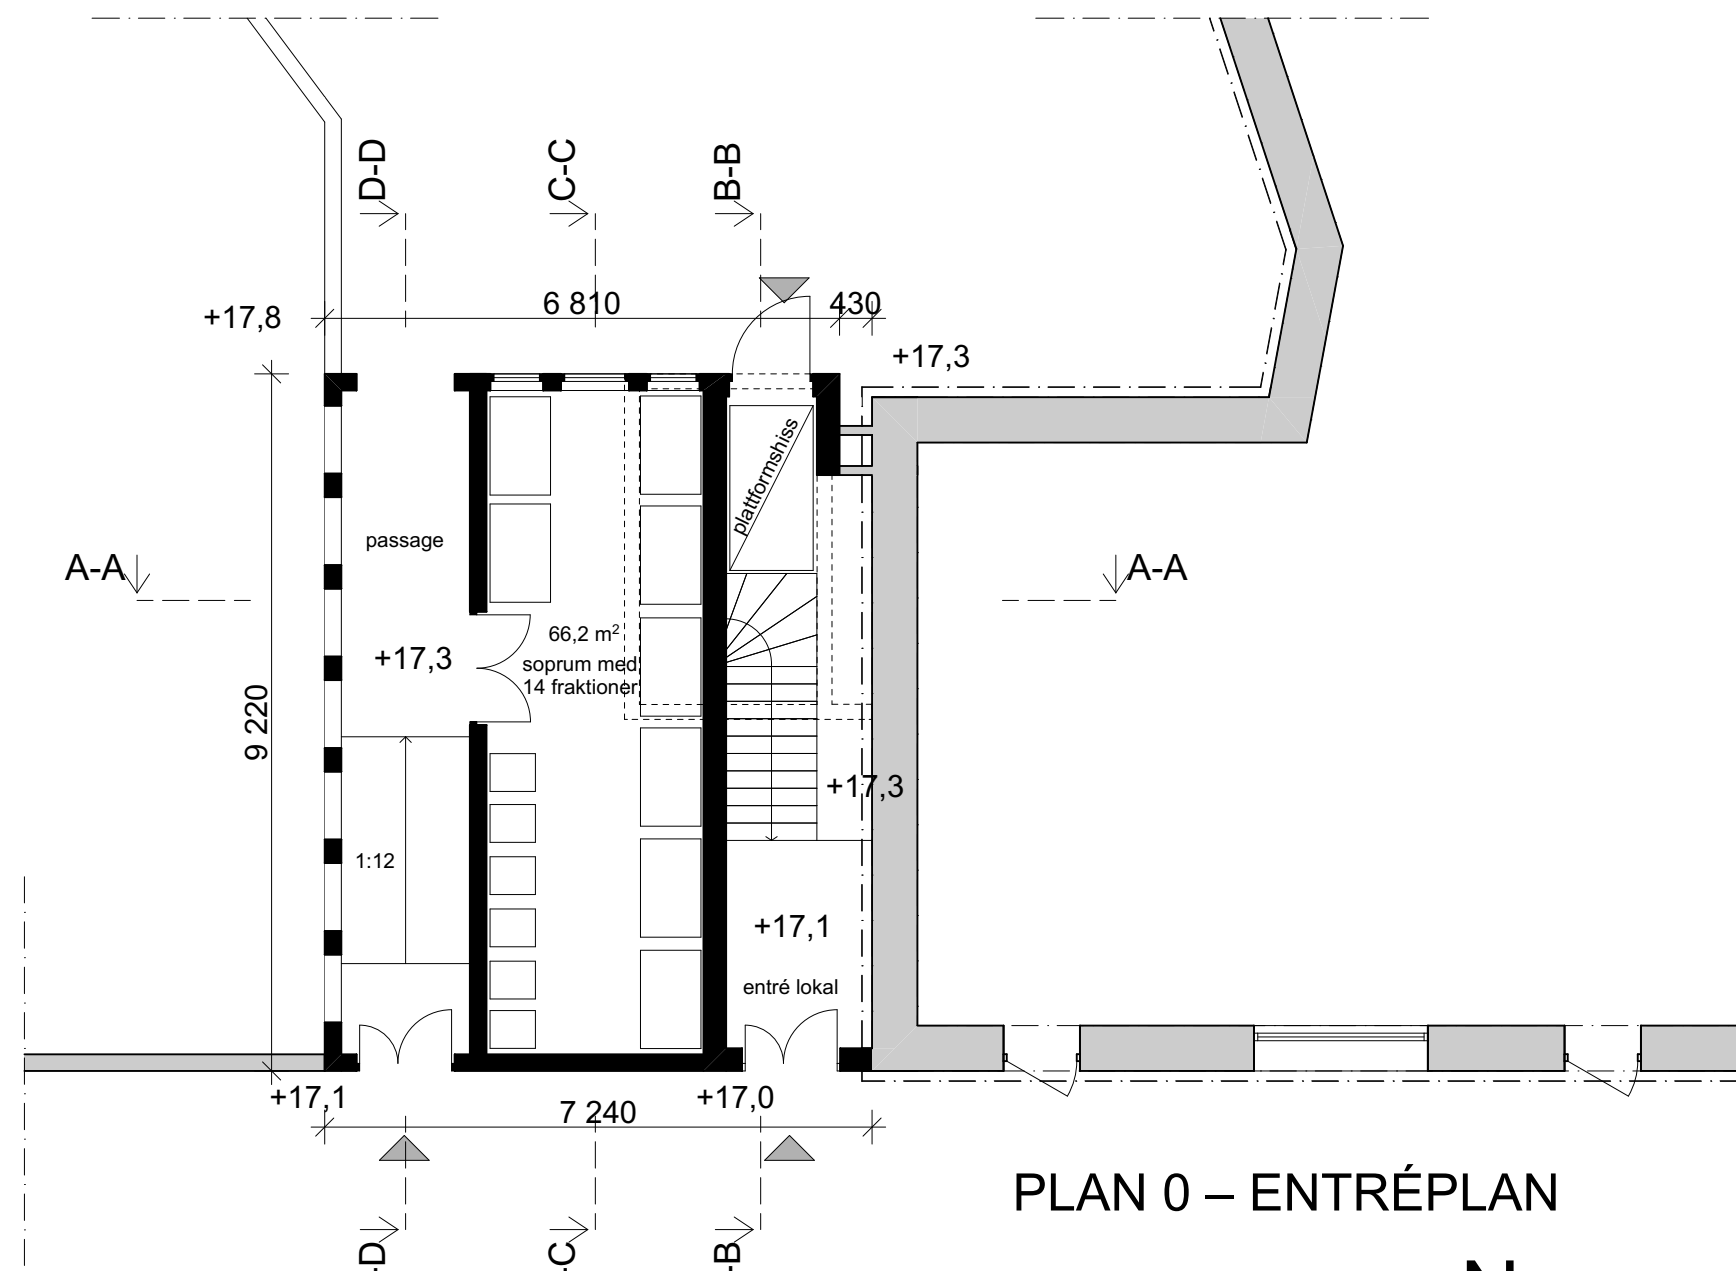 D-D
C-C
B-B
6 810
430
+17,8
+17,3
plattformshiss
passage
A-A
A-A
66,2 m²
+17,3
soprum med
14 fraktioner
9 220
+17,3
1:12
+17,1
entré lokal
+17,1
+17,0
7 240
PLAN 0 – ENTRÉPLAN
-D
-C
-B
N